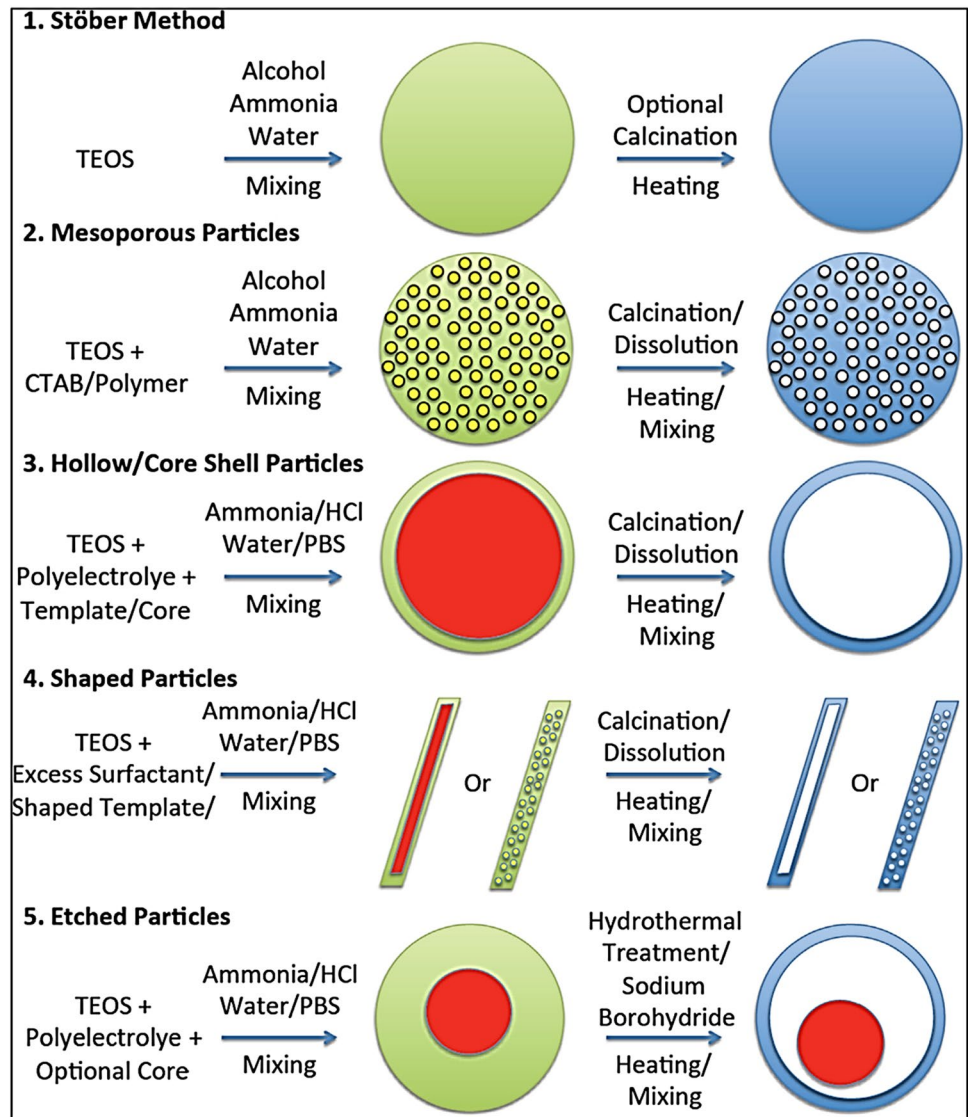 1. Stöber Method
TEOS
Alcohol
Ammonia
Water
Mixing
Optional
Calcination
Heating
2. Mesoporous Particles
TEOS +
CTAB/Polymer
Alcohol
Ammonia
Water
Mixing
Calcination/
Dissolution
Heating/
Mixing
3. Hollow/Core Shell Particles
TEOS +
Polyelectrolye +
Template/Core
Ammonia/HCl
Water/PBS
Mixing
Calcination/
Dissolution
Heating/
Mixing
4. Shaped Particles
TEOS +
Excess Surfactant/
Shaped Template/
Ammonia/HCl
Water/PBS
Mixing
Or
Calcination/
Dissolution
Heating/
Mixing
Or
5. Etched Particles
TEOS +
Polyelectrolye +
Optional Core
Ammonia/HCl
Water/PBS
Mixing
Hydrothermal
Treatment/
Sodium
Borohydride
Heating/
Mixing